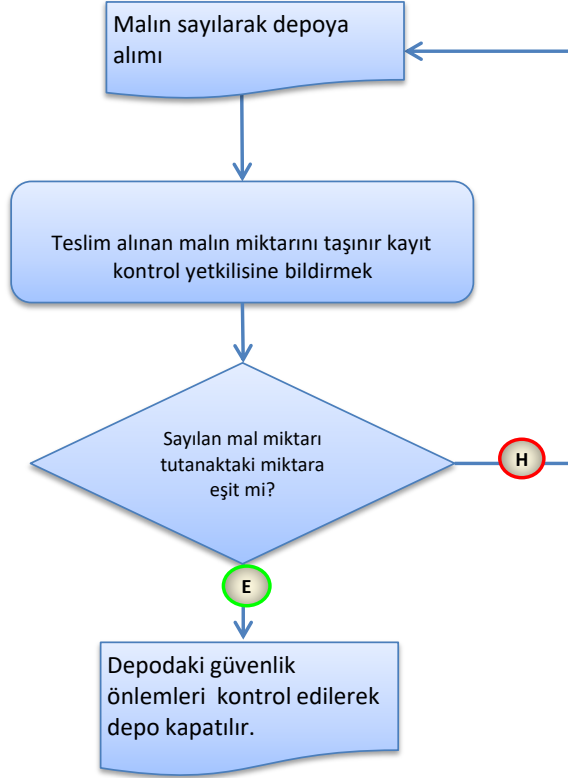 Malın sayılarak depoya
alımı
Teslim alınan malın miktarını taşınır kayıt
kontrol yetkilisine bildirmek
Sayılan mal miktarı
tutanaktaki miktara
eşit mi?
H
E
Depodaki güvenlik
önlemleri  kontrol edilerek
depo kapatılır.